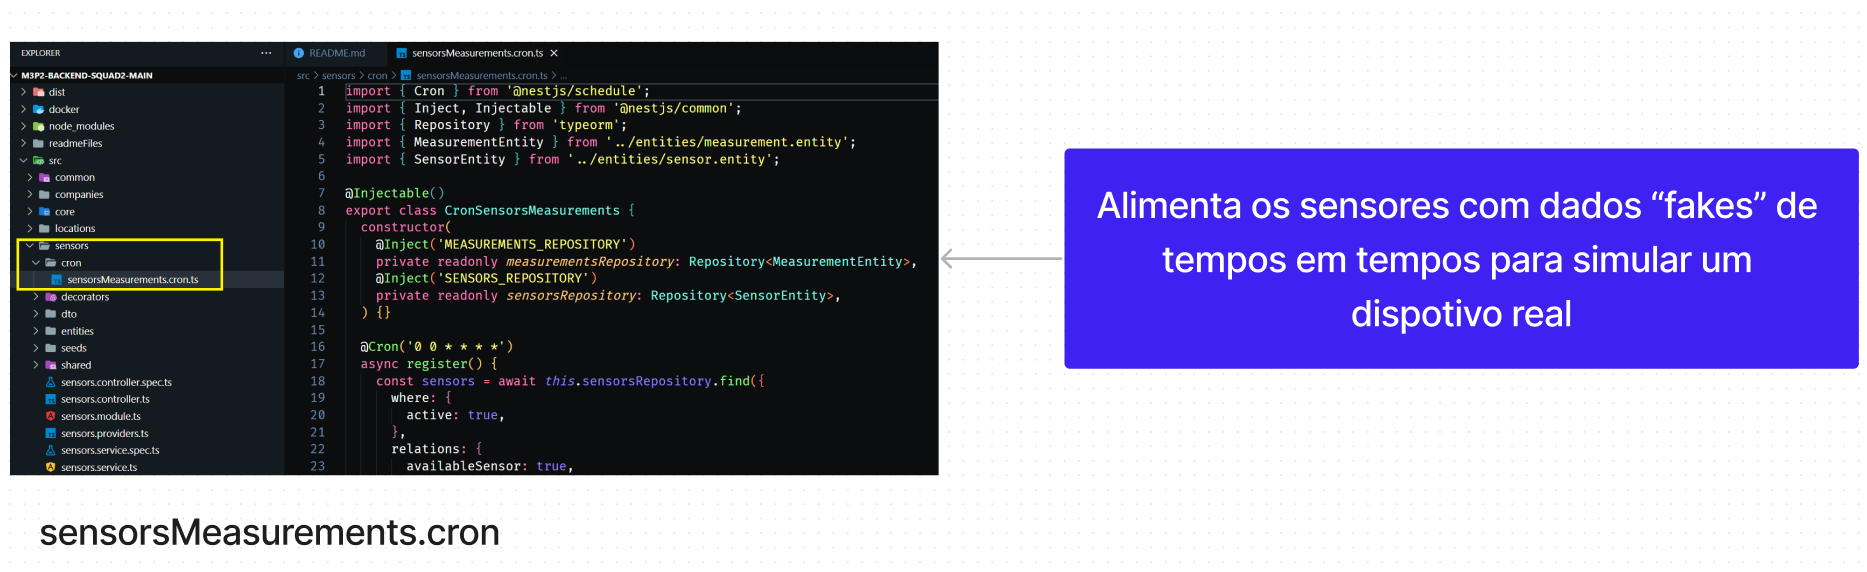 EXPLORER
···
M3P2-BACKEND-SQUAD2-MAIN
dist
docker
node_modules
readmeFiles
src
common
companies
core
locations
sensors
cron
sensorsMeasurements.cron.ts
decorators
dto
entities
seeds
shared
sensors.controller.spec.ts
sensors.controller.ts
sensors.module.ts
sensors.providers.ts
sensors.service.spec.ts
sensors.service.ts
README.md
sensorsMeasurements.cron.ts ×
src > sensors > cron > TS sensorsMeasurements.cron.ts > ...
1 import { Cron } from '@nestjs/schedule';
2 import { Inject, Injectable } from '@nestjs/common';
3 import { Repository } from 'typeorm';
4 import { MeasurementEntity } from '../entities/measurement.entity';
5 import { SensorEntity } from '../entities/sensor.entity';
6
7 @Injectable()
8 export class CronSensorsMeasurements {
9 constructor(
10 @Inject('MEASUREMENTS_REPOSITORY')
11 private readonly measurementsRepository: Repository<MeasurementEntity>,
12 @Inject('SENSORS_REPOSITORY')
13 private readonly sensorsRepository: Repository<SensorEntity>,
14 ) {}
15
16 @Cron('0 0 * * * *')
17 async register() {
18 const sensors = await this.sensorsRepository.find({
19 where: {
20 active: true,
21 },
22 relations: {
23 availableSensor: true,
Alimenta os sensores com dados “fakes” de
tempos em tempos para simular um
dispotivo real
sensorsMeasurements.cron